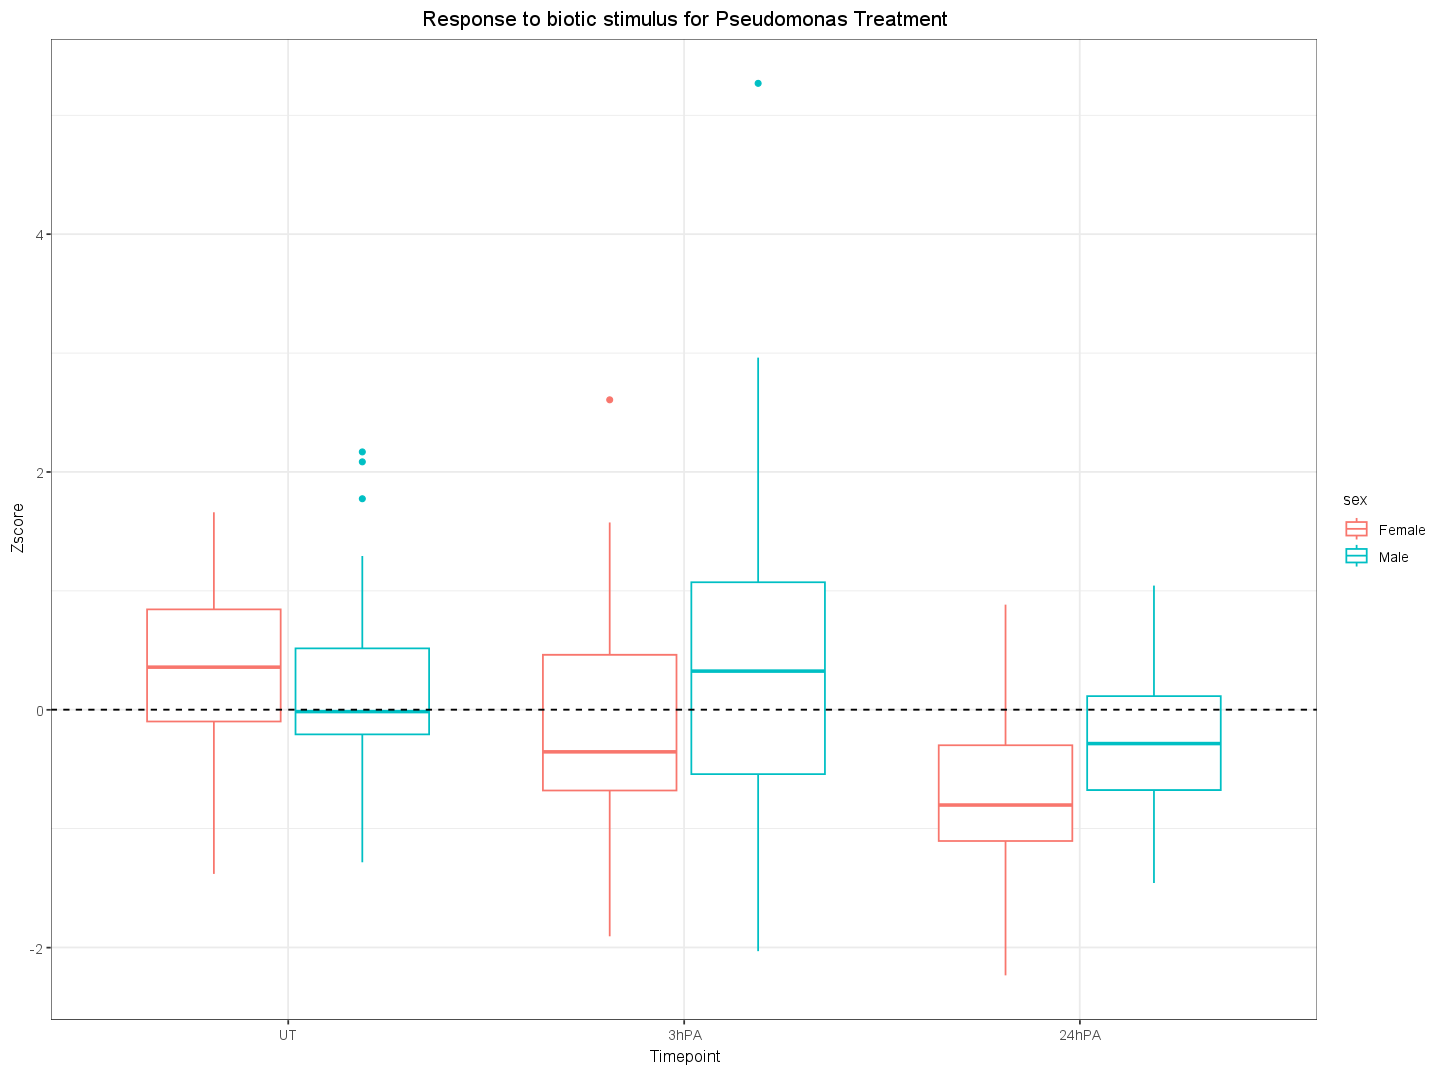 Response to biotic stimulus for Pseudomonas Treatment
4
2
0
-2
Zscore
UT
3hPA
24hPA
Timepoint
sex
Female
Male